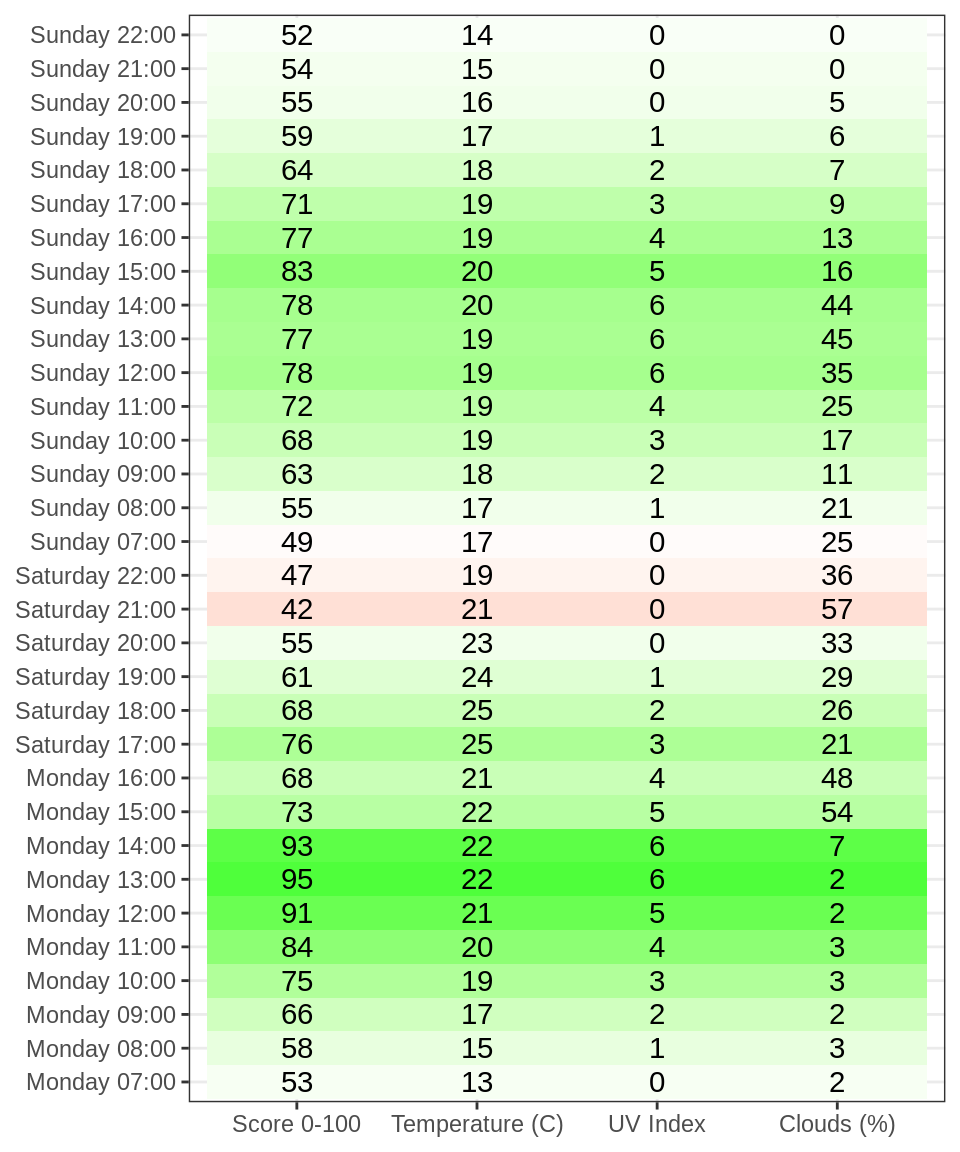 Sunday 22:00 52 14 0 0
Sunday 21:00 54 15 0 0
Sunday 20:00 55 16 0 5
Sunday 19:00 59 17 1 6
Sunday 18:00 64 18 2 7
Sunday 17:00 71 19 3 9
Sunday 16:00 77 19 4 13
Sunday 15:00 83 20 5 16
Sunday 14:00 78 20 6 44
Sunday 13:00 77 19 6 45
Sunday 12:00 78 19 6 35
Sunday 11:00 72 19 4 25
Sunday 10:00 68 19 3 17
Sunday 09:00 63 18 2 11
Sunday 08:00 55 17 1 21
Sunday 07:00 49 17 0 25
Saturday 22:00 47 19 0 36
Saturday 21:00 42 21 0 57
Saturday 20:00 55 23 0 33
Saturday 19:00 61 24 1 29
Saturday 18:00 68 25 2 26
Saturday 17:00 76 25 3 21
Monday 16:00 68 21 4 48
Monday 15:00 73 22 5 54
Monday 14:00 93 22 6 7
Monday 13:00 95 22 6 2
Monday 12:00 91 21 5 2
Monday 11:00 84 20 4 3
Monday 10:00 75 19 3 3
Monday 09:00 66 17 2 2
Monday 08:00 58 15 1 3
Monday 07:00 53 13 0 2
Score 0-100 Temperature (C) UV Index Clouds (%)